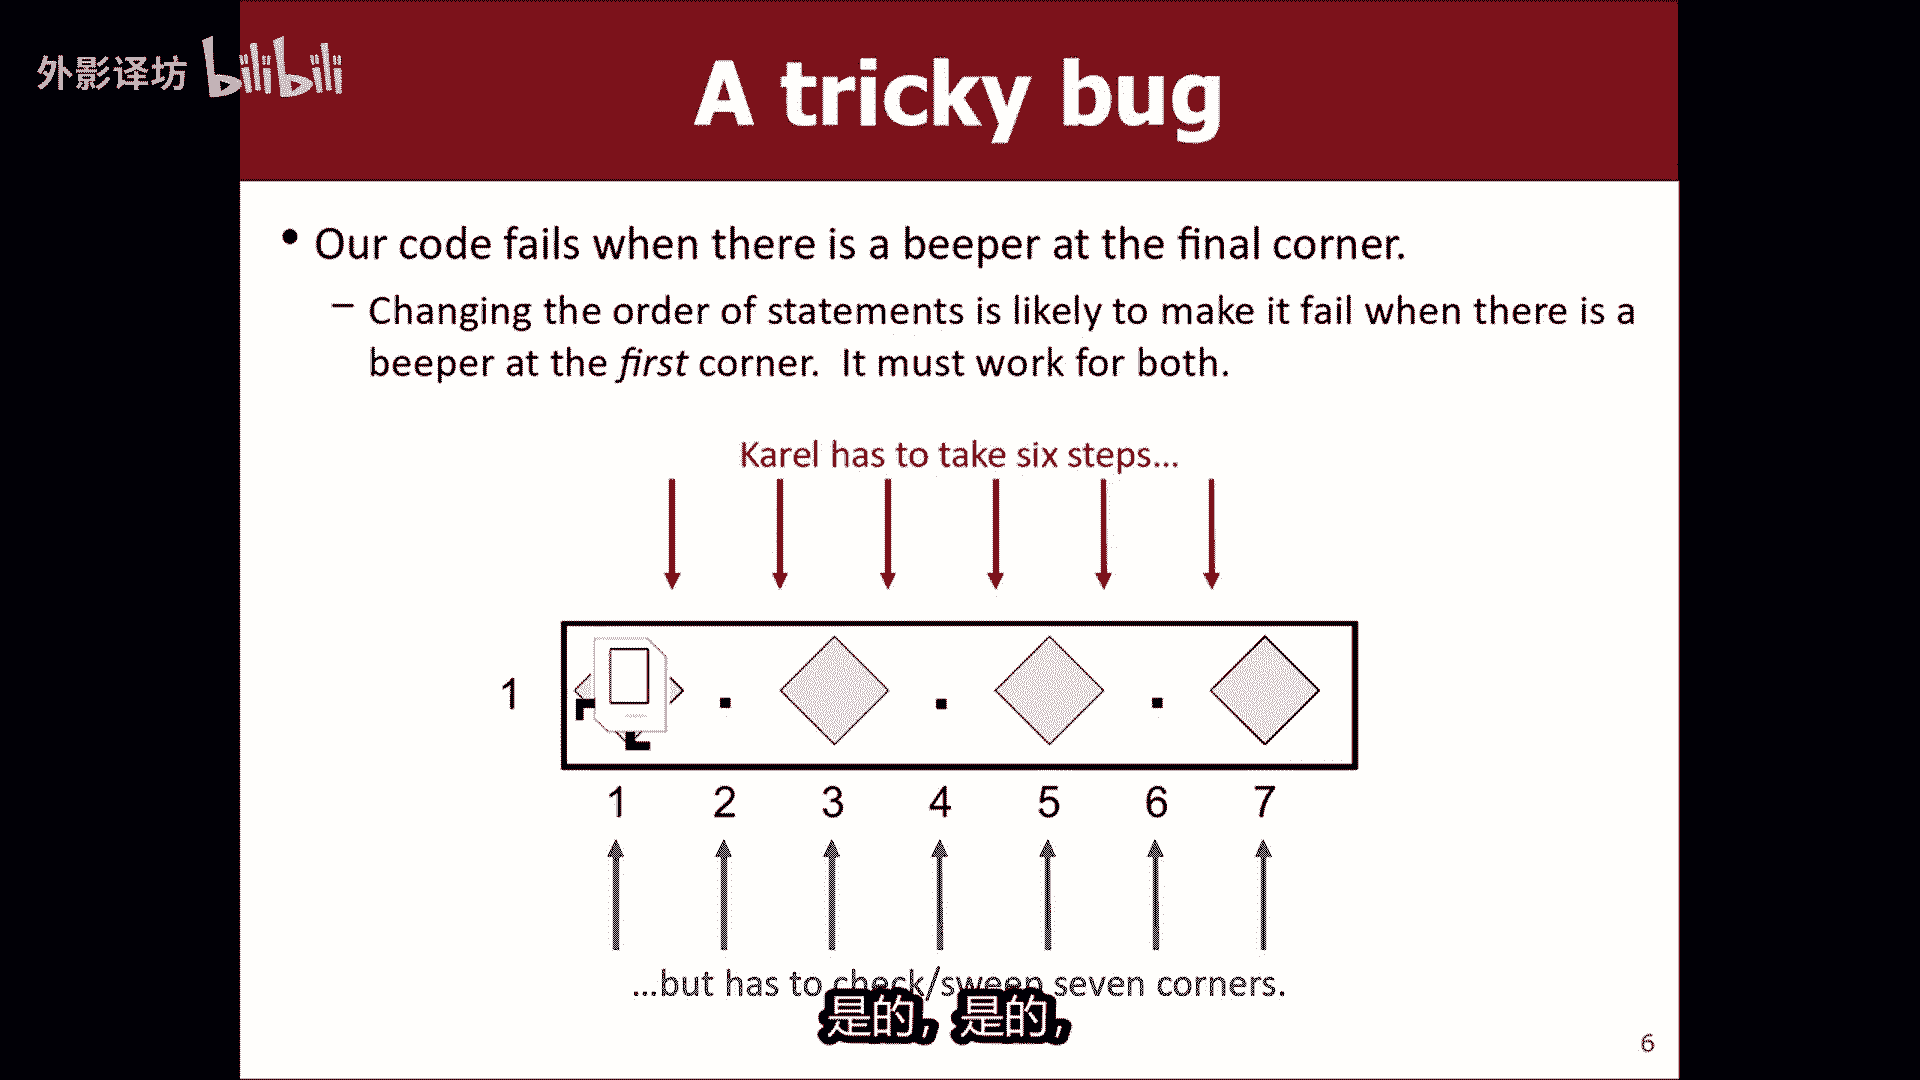 外影译坊 bilibili
A tricky bug
• Our code fails when there is a beeper at the final corner.
– Changing the order of statements is likely to make it fail when there is a
beeper at the first corner. It must work for both.
Karel has to take six steps...
1
1 2 3 4 5 6 7
...but has to check/sweep seven corners.
是的，是的，
6